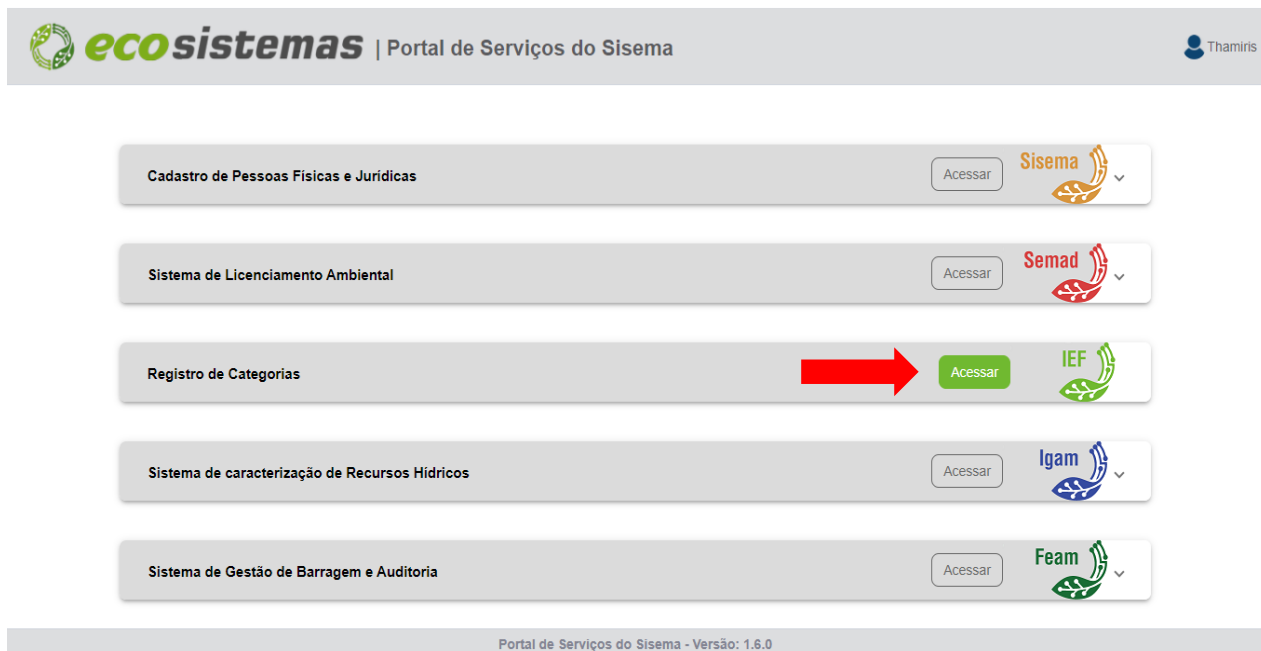 ecosistemas | Portal de Serviços do Sisema
Thamiris
Cadastro de Pessoas Físicas e Jurídicas
Acessar
Sisema
Sistema de Licenciamento Ambiental
Acessar
Semad
Registro de Categorias
Acessar
IEF
Sistema de caracterização de Recursos Hídricos
Acessar
Igam
Sistema de Gestão de Barragem e Auditoria
Acessar
Feam
Portal de Serviços do Sisema - Versão: 1.6.0